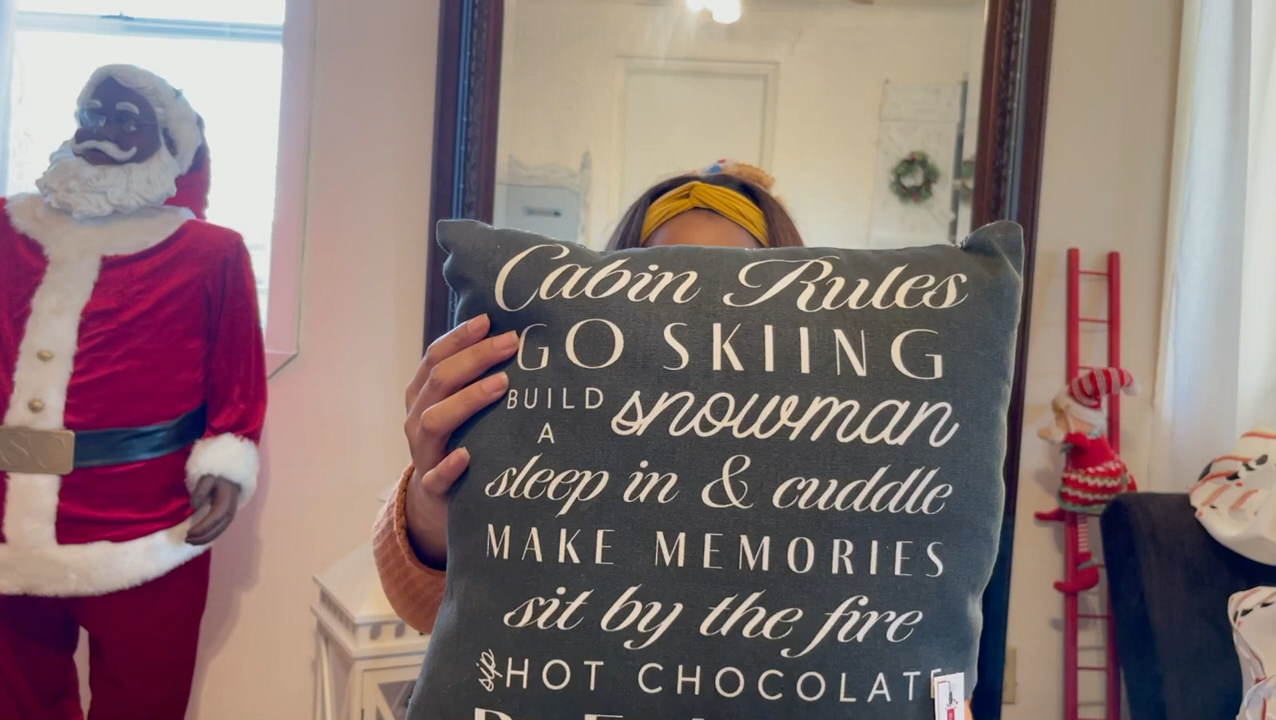 Cabin Rules
GO SKIING
BUILD A snowman
sleep in & cuddle
MAKE MEMORIES
sit by the fire
sip HOT CHOCOLATE